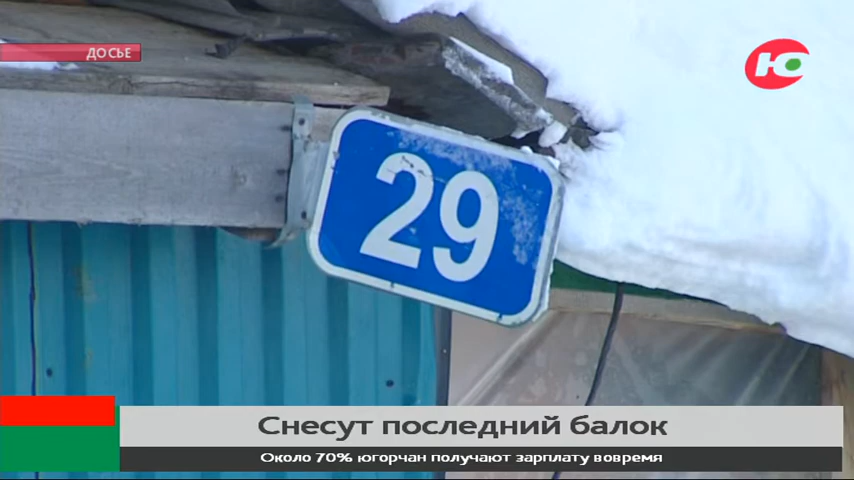 ДОСЬЕ
Ю
29
Снесут последний балок
Около 70% югорчан получают зарплату вовремя